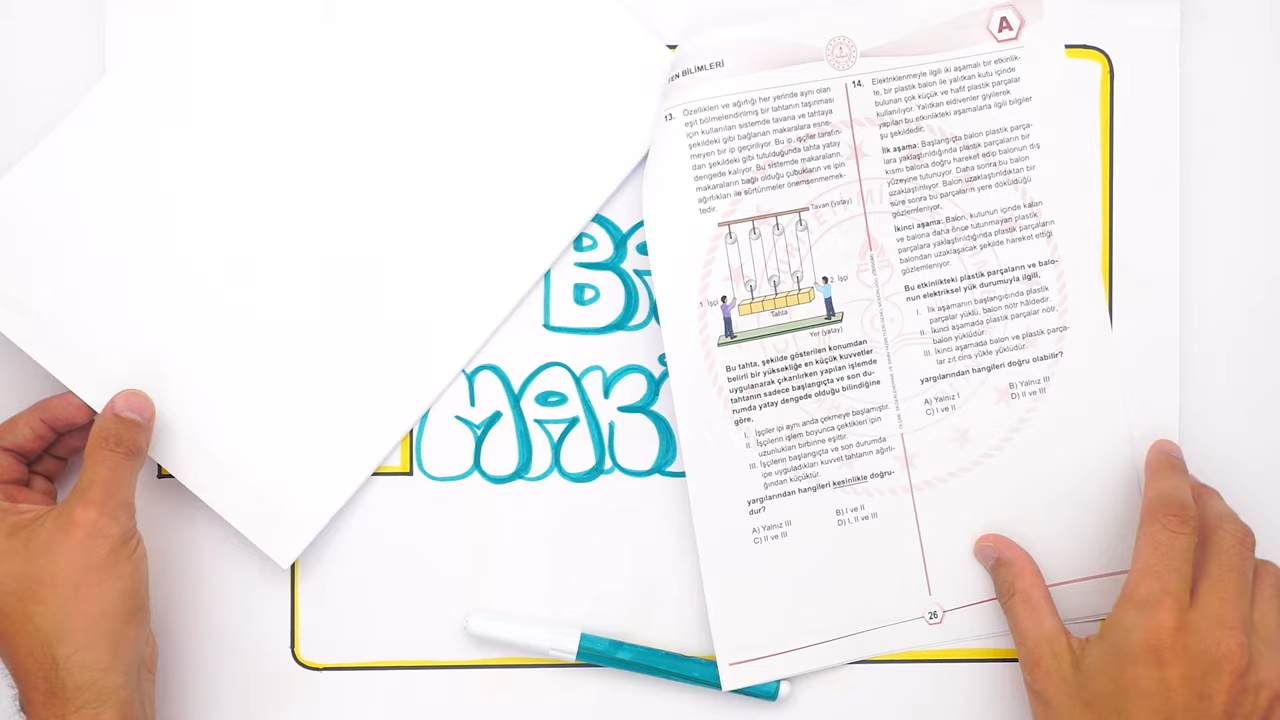 BA
MAKİ
FEN BİLİMLERİ
A
13. Özellikleri ve ağırlığı her yerinde aynı olan
eşit bölmelendirilmiş bir tahtanın taşınması
için kullanılan sistemde tavana ve tahtaya
şekildeki gibi bağlanan makaralara esne-
meyen bir ip geçiriliyor. Bu ip, işçiler tarafın-
dan şekildeki gibi tutulduğunda tahta yatay
dengede kalıyor. Bu sistemde makaraların,
makaraların bağlı olduğu çubukların ve ipin
ağırlıkları ile sürtünmeler önemsenmemek-
tedir.
Tavan (yatay)
1. İşçi
2. İşçi
Tahta
Yer (yatay)
Bu tahta, şekilde gösterilen konumdan
belirli bir yüksekliğe en küçük kuvvetler
uygulanarak çıkarılırken yapılan işlemde
tahtanın sadece başlangıçta ve son du-
rumda yatay dengede olduğu bilindiğine
göre,
I. İşçiler ipi aynı anda çekmeye başlamıştır.
II. İşçilerin işlem boyunca çektikleri ipin
uzunlukları birbirine eşittir.
III. İşçilerin başlangıçta ve son durumda
ipe uyguladıkları kuvvet tahtanın ağırlı-
ğından küçüktür.
yargılarından hangileri kesinlikle doğru-
dur?
A) Yalnız III
B) I ve II
C) II ve III
D) I, II ve III
14. Elektriklenmeyle ilgili iki aşamalı bir etkinlik-
te, bir plastik balon ile yalıtkan kutu içinde
bulunan çok küçük ve hafif plastik parçalar
kullanılıyor. Yalıtkan eldivenler giyilerek
yapılan bu etkinlikteki aşamalarla ilgili bilgiler
şu şekildedir:
İlk aşama: Başlangıçta balon plastik parça-
lara yaklaştırıldığında plastik parçaların bir
kısmı balona doğru hareket edip balonun dış
yüzeyine tutunuyor. Daha sonra bu balon
uzaklaştırılıyor. Balon uzaklaştırıldıktan bir
süre sonra bu parçaların yere döküldüğü
gözlemleniyor.
İkinci aşama: Balon, kutunun içinde kalan
ve balona daha önce tutunmayan plastik
parçalara yaklaştırıldığında plastik parçaların
balondan uzaklaşacak şekilde hareket ettiği
gözlemleniyor.
Bu etkinlikteki plastik parçaların ve balo-
nun elektriksel yük durumuyla ilgili,
I. İlk aşamanın başlangıcında plastik
parçalar yüklü, balon nötr hâldedir.
II. İkinci aşamada plastik parçalar nötr,
balon yüklüdür.
III. İkinci aşamada balon ve plastik parça-
lar zıt cins yükle yüklüdür.
yargılarından hangileri doğru olabilir?
A) Yalnız I
B) Yalnız III
C) I ve II
D) II ve III
26